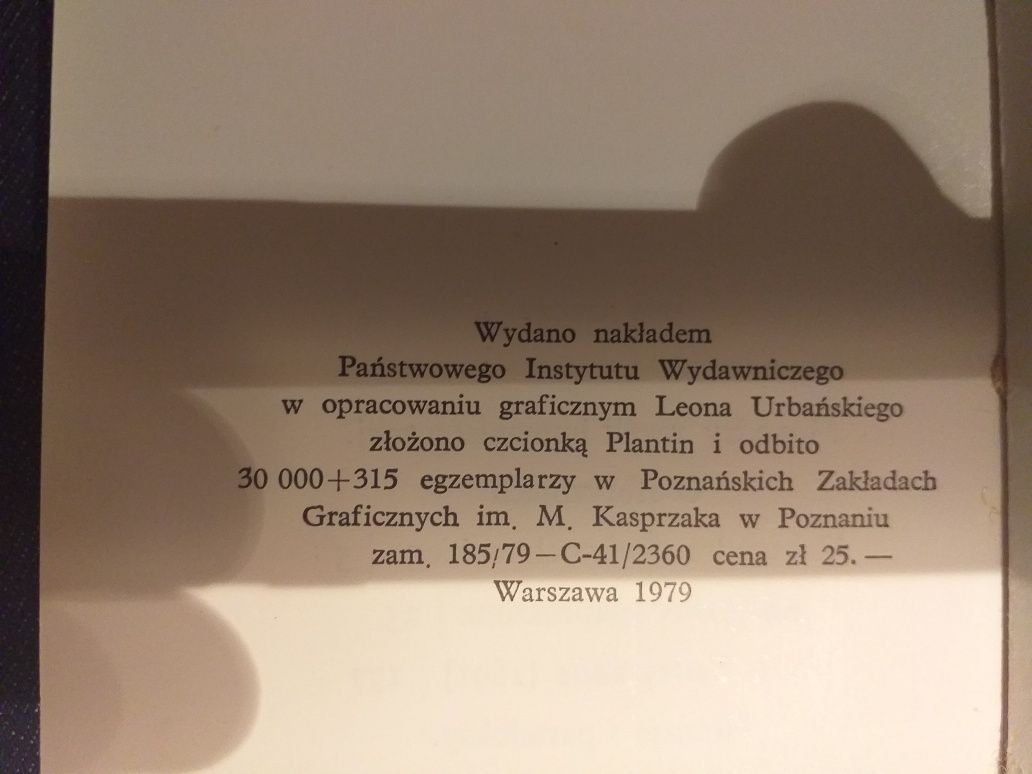 Wydano nakładem
Państwowego Instytutu Wydawniczego
w opracowaniu graficznym Leona Urbańskiego
złożono czcionką Plantin i odbito
30 000+315 egzemplarzy w Poznańskich Zakładach
Graficznych im. M. Kasprzaka w Poznaniu
zam. 185/79—C-41/2360 cena zł 25.—
Warszawa 1979